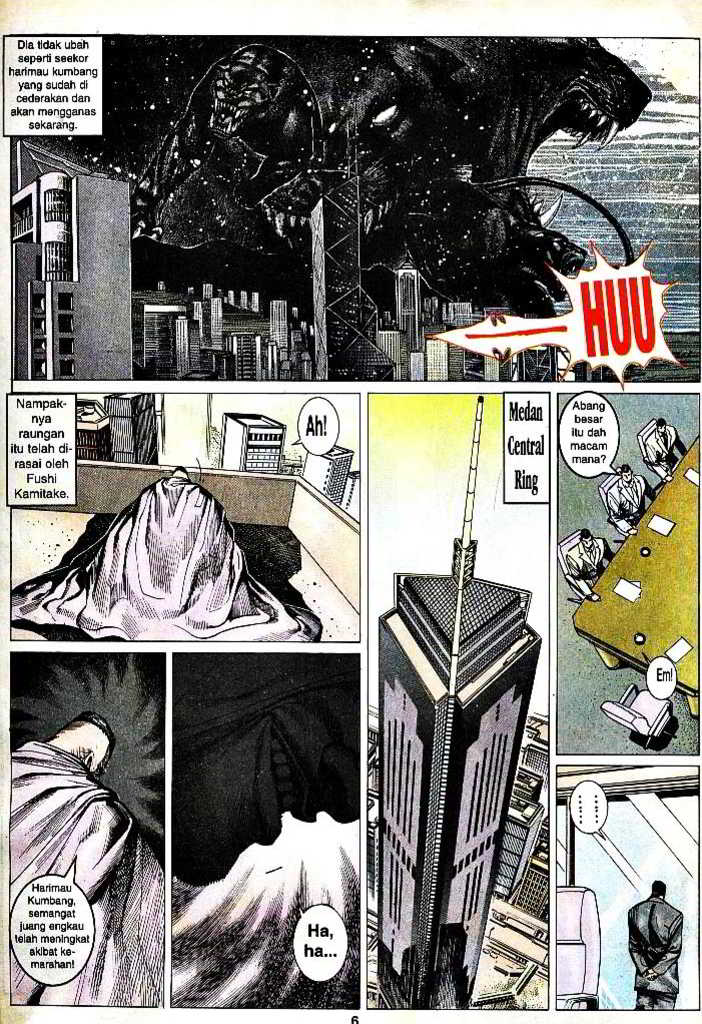 Dia tidak ubah
seperti seekor
harimau kumbang
yang sudah di
cederakan dan
akan mengganas
sekarang.
HUU
Nampak-
nya
raungan
itu telah di-
rasai oleh
Fushi
Kamitake.
Ah!
Medan
Central
Ring
Abang
besar
itu dah
macam
mana?
Em!
Harimau
Kumbang,
semangat
juang engkau
telah meningkat
akibat ke-
marahan!
Ha,
ha...
......
6